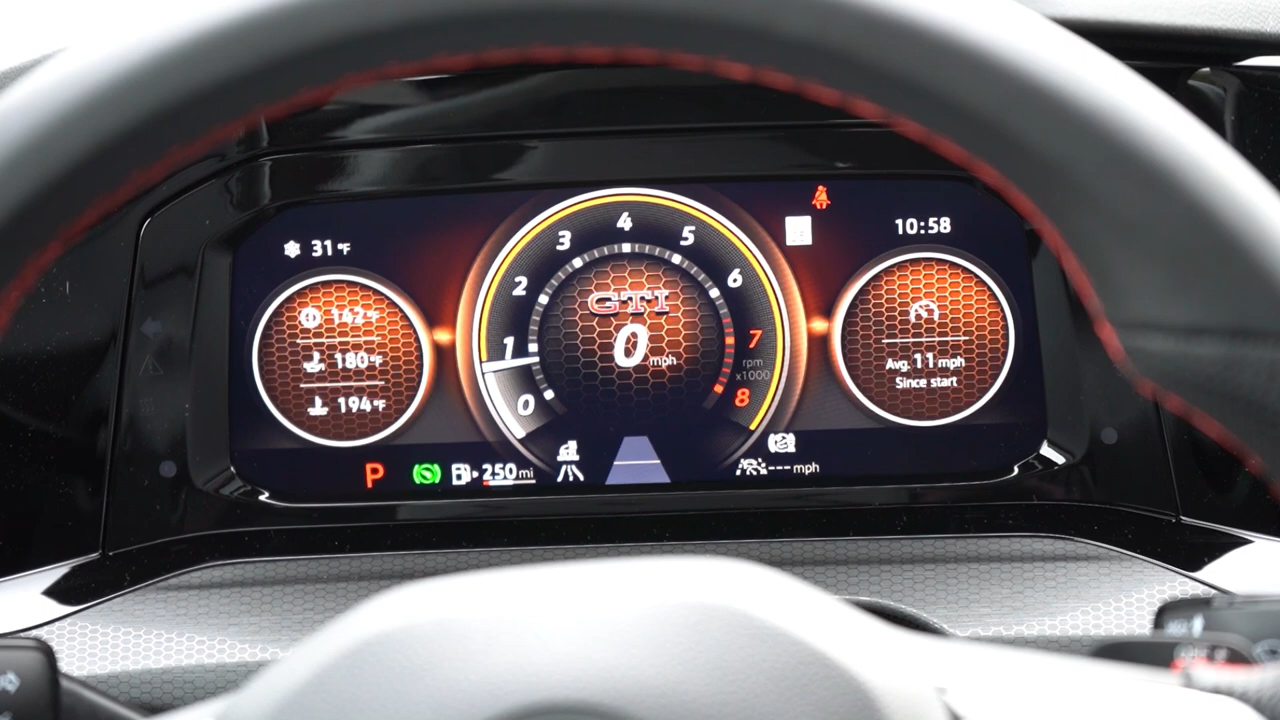 31 °F
10:58
142°F
180°F
194°F
0
1
2
3
4
5
6
7
8
rpm
x1000
GTI
0 mph
Avg. 11 mph
Since start
P
250 mi
--- mph